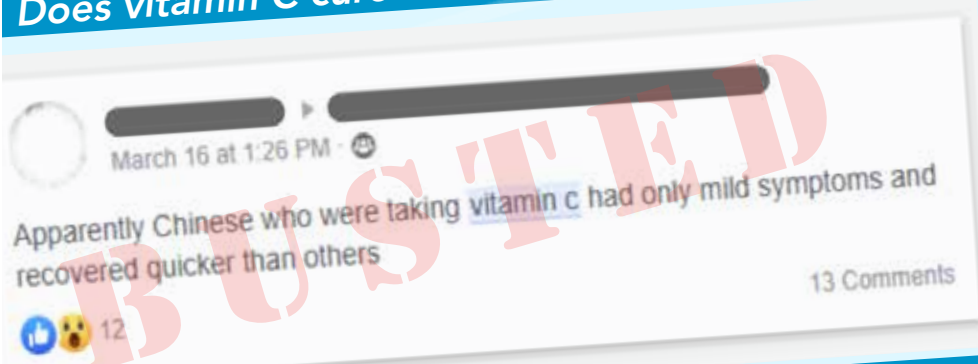 Does Vitamin C
March 16 at 1:26 PM
Apparently Chinese who were taking vitamin c had only mild symptoms and
recovered quicker than others
12
13 Comments
BUSTED